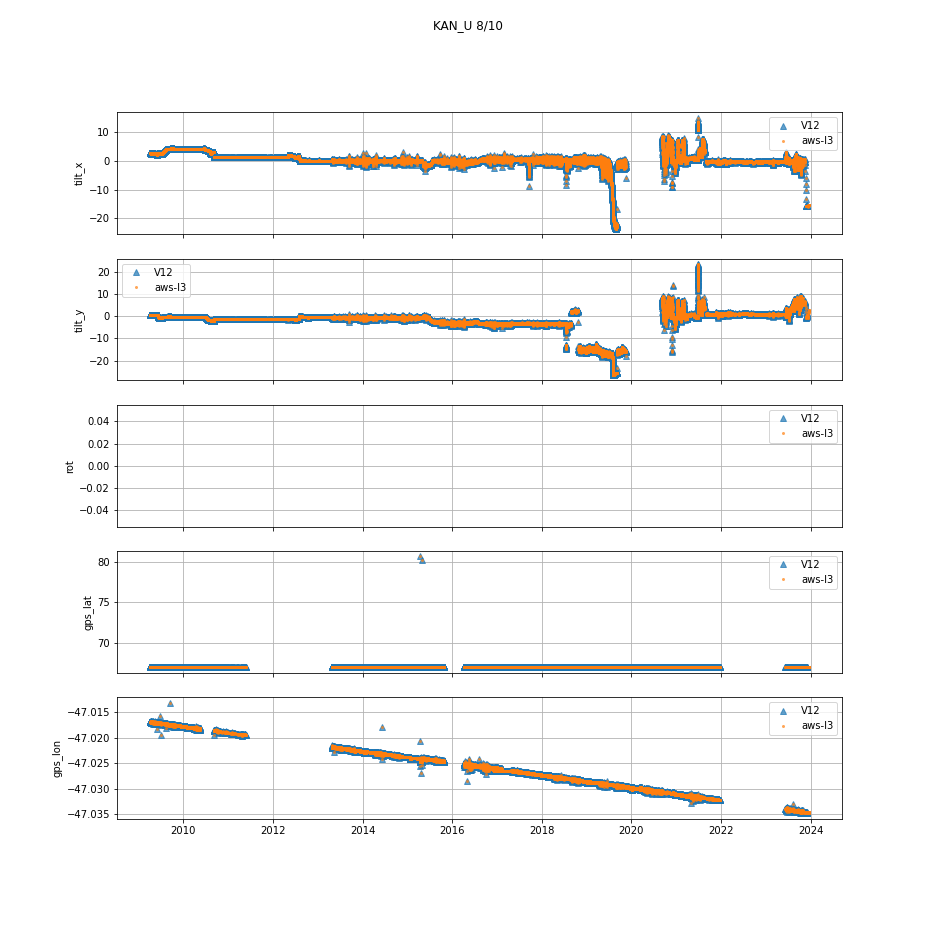 KAN_U 8/10
10
0
−10
−20
tilt_x
V12
aws-l3
20
10
0
−10
−20
tilt_y
V12
aws-l3
0.04
0.02
0.00
−0.02
−0.04
rot
V12
aws-l3
80
75
70
gps_lat
V12
aws-l3
−47.015
−47.020
−47.025
−47.030
−47.035
gps_lon
V12
aws-l3
2010 2012 2014 2016 2018 2020 2022 2024